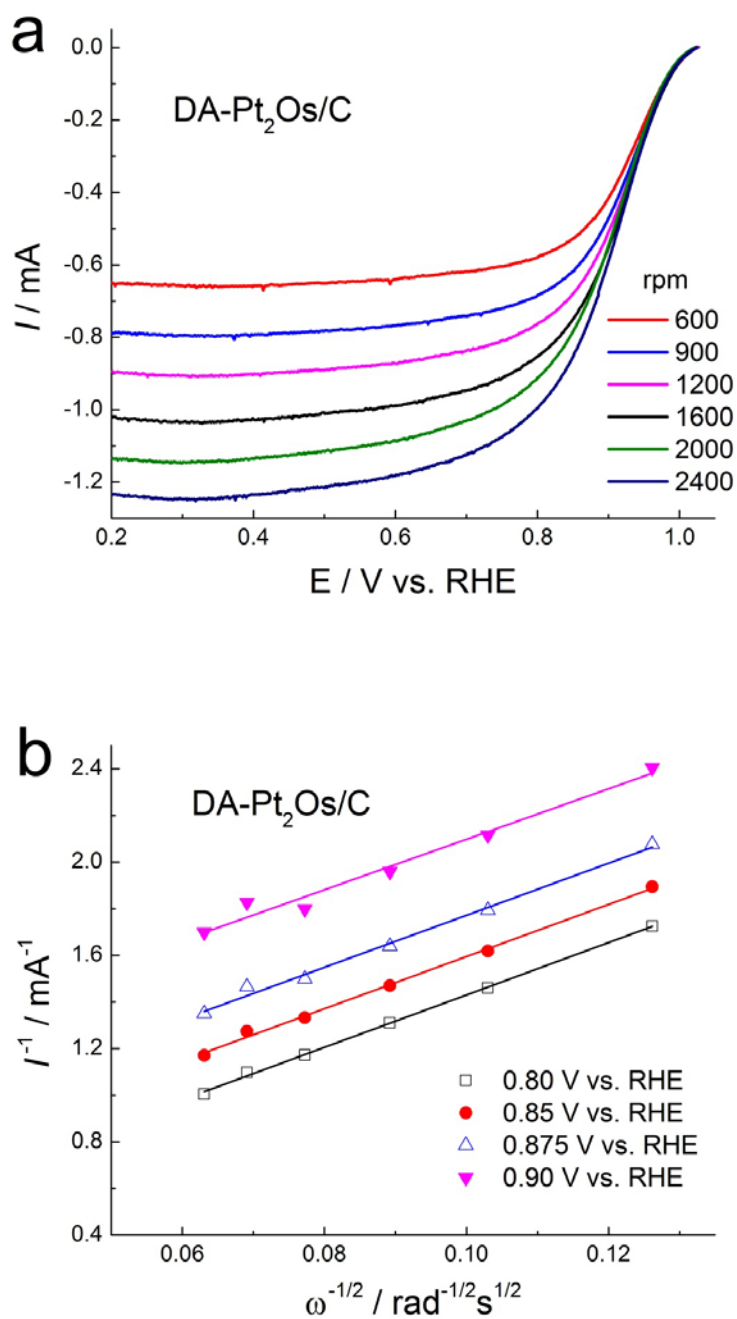 a
DA-Pt₂Os/C
0.0
-0.2
-0.4
-0.6
-0.8
-1.0
-1.2
I / mA
rpm
600
900
1200
1600
2000
2400
0.2 0.4 0.6 0.8 1.0
E / V vs. RHE
b
DA-Pt₂Os/C
2.4
2.0
1.6
1.2
0.8
0.4
I⁻¹ / mA⁻¹
0.80 V vs. RHE
0.85 V vs. RHE
0.875 V vs. RHE
0.90 V vs. RHE
0.06 0.08 0.10 0.12
ω⁻¹/² / rad⁻¹/²s¹/²